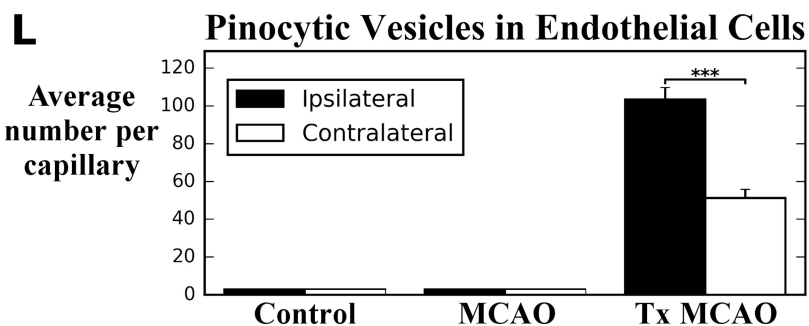 L
Pinocytic Vesicles in Endothelial Cells
Average
number per
capillary
120
100
80
60
40
20
0
Ipsilateral
Contralateral
***
Control
MCAO
Tx MCAO